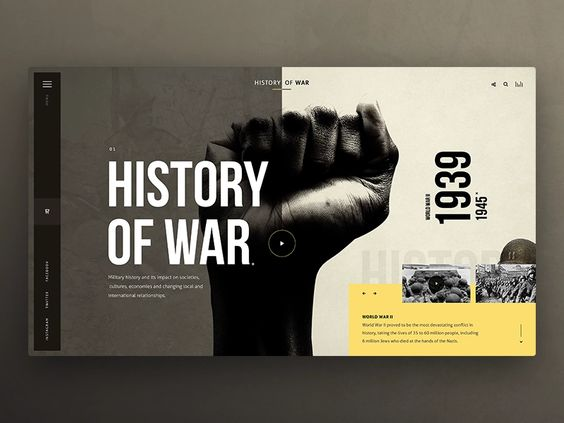 HISTORY OF WAR
MENU
01
HISTORY
OF WAR.
Military history and its impact on societies,
cultures, economies and changing local and
international relationships.
WORLD WAR II
1939
1945
HISTORY
WORLD WAR II
World War II proved to be the most devastating conflict in
history, taking the lives of 35 to 60 million people, including
6 million Jews who died at the hands of the Nazis.
FACEBOOK
TWITTER
INSTAGRAM